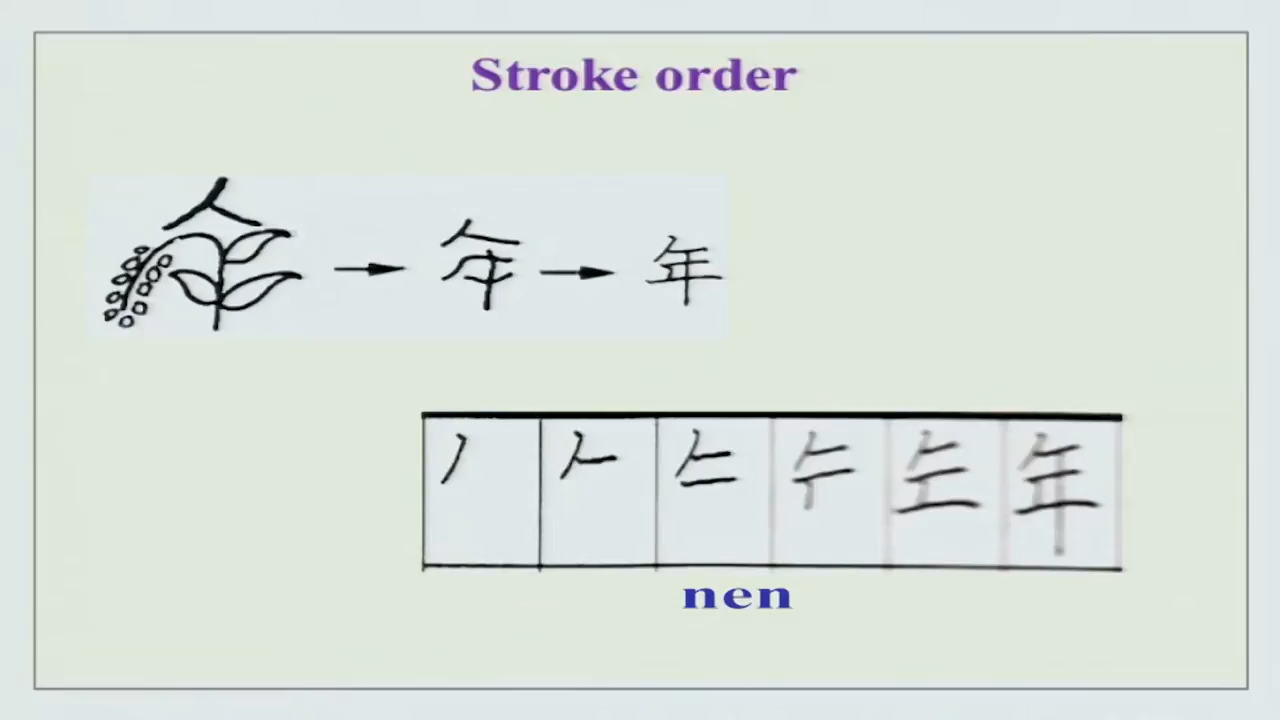 Stroke order
年
年
nen